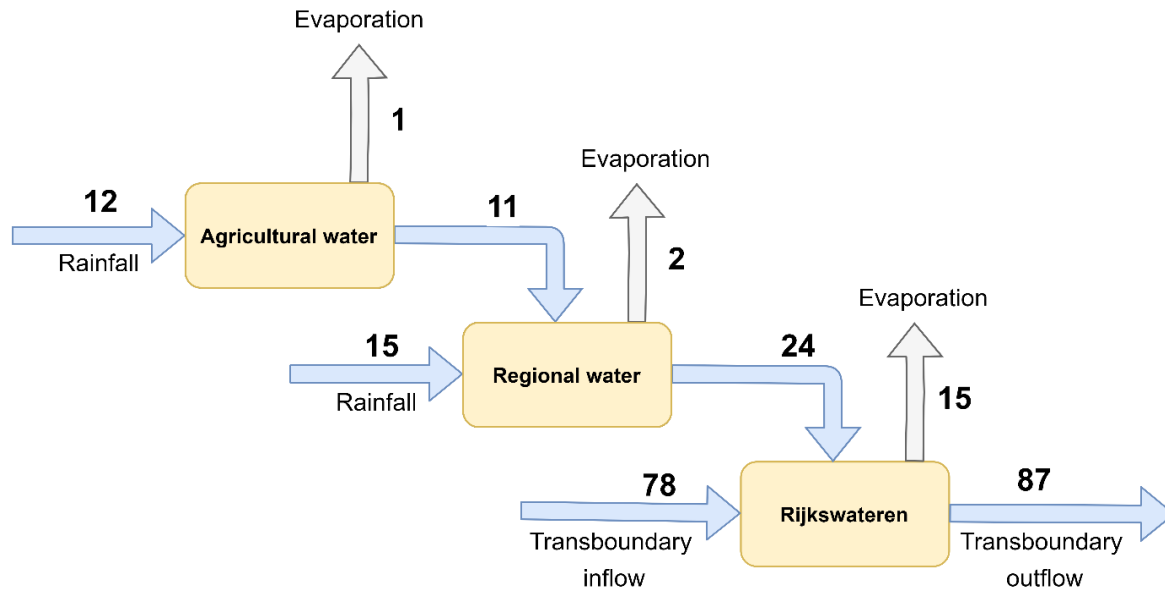 Evaporation
1
12
Rainfall
Agricultural water
11
Evaporation
2
15
Rainfall
Regional water
24
Evaporation
15
78
Transboundary
inflow
Rijkswateren
87
Transboundary
outflow